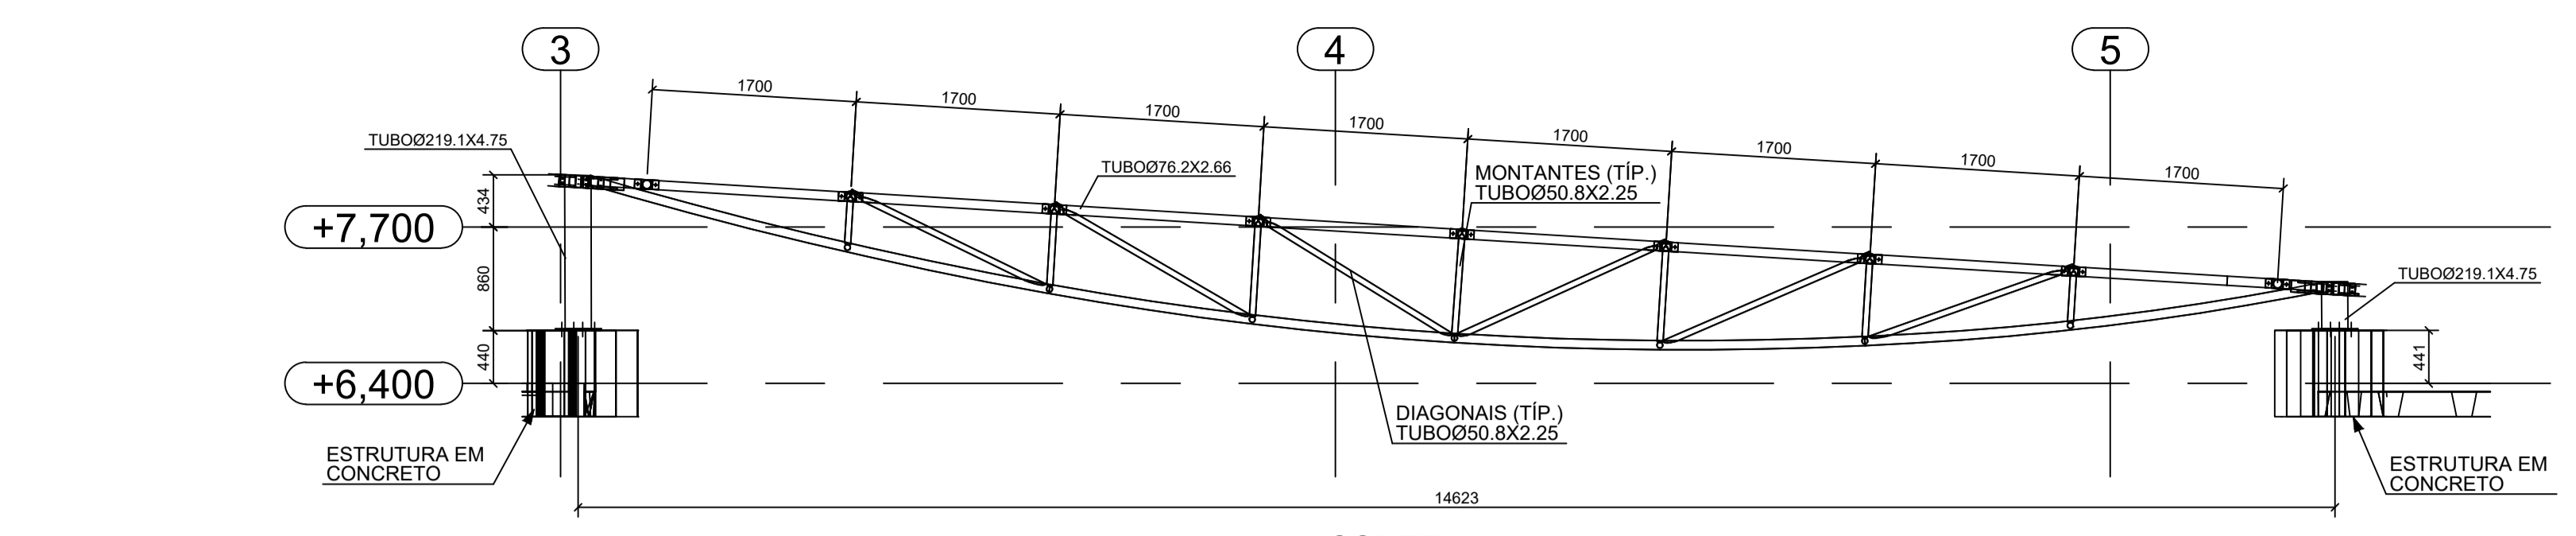 3
4
5
1700
1700
1700
1700
1700
1700
1700
1700
TUBOØ219.1X4.75
TUBOØ76.2X2.66
MONTANTES (TÍP.)
TUBOØ50.8X2.25
434
+7,700
860
TUBOØ219.1X4.75
440
+6,400
441
DIAGONAIS (TÍP.)
TUBOØ50.8X2.25
ESTRUTURA EM
CONCRETO
ESTRUTURA EM
CONCRETO
14623